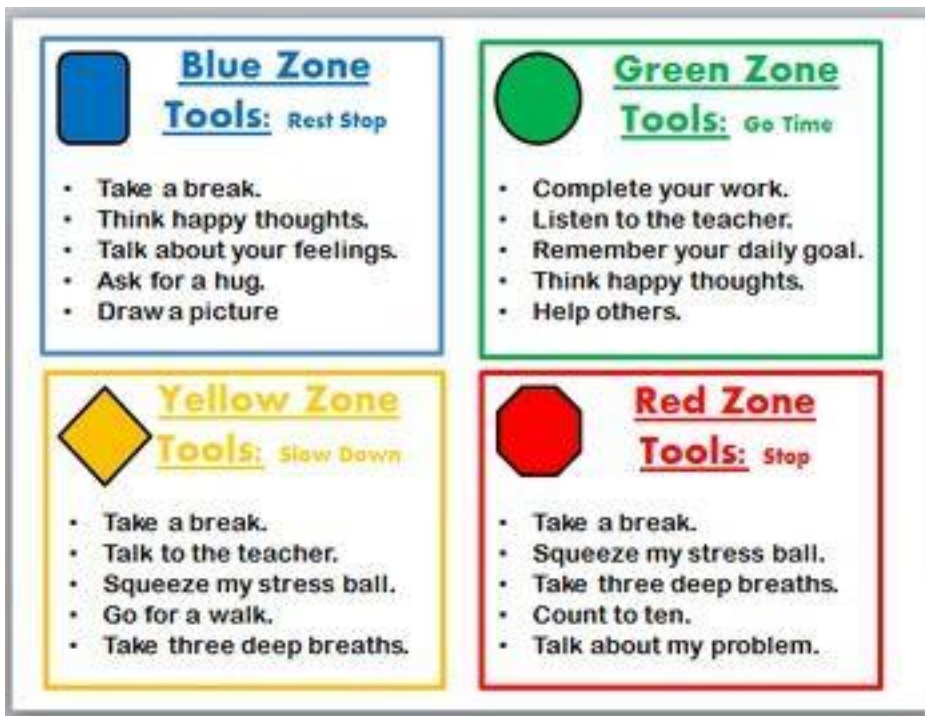 Blue Zone
Tools: Rest Stop
• Take a break.
• Think happy thoughts.
• Talk about your feelings.
• Ask for a hug.
• Draw a picture
Green Zone
Tools: Go Time
• Complete your work.
• Listen to the teacher.
• Remember your daily goal.
• Think happy thoughts.
• Help others.
Yellow Zone
Tools: Slow Down
• Take a break.
• Talk to the teacher.
• Squeeze my stress ball.
• Go for a walk.
• Take three deep breaths.
Red Zone
Tools: Stop
• Take a break.
• Squeeze my stress ball.
• Take three deep breaths.
• Count to ten.
• Talk about my problem.